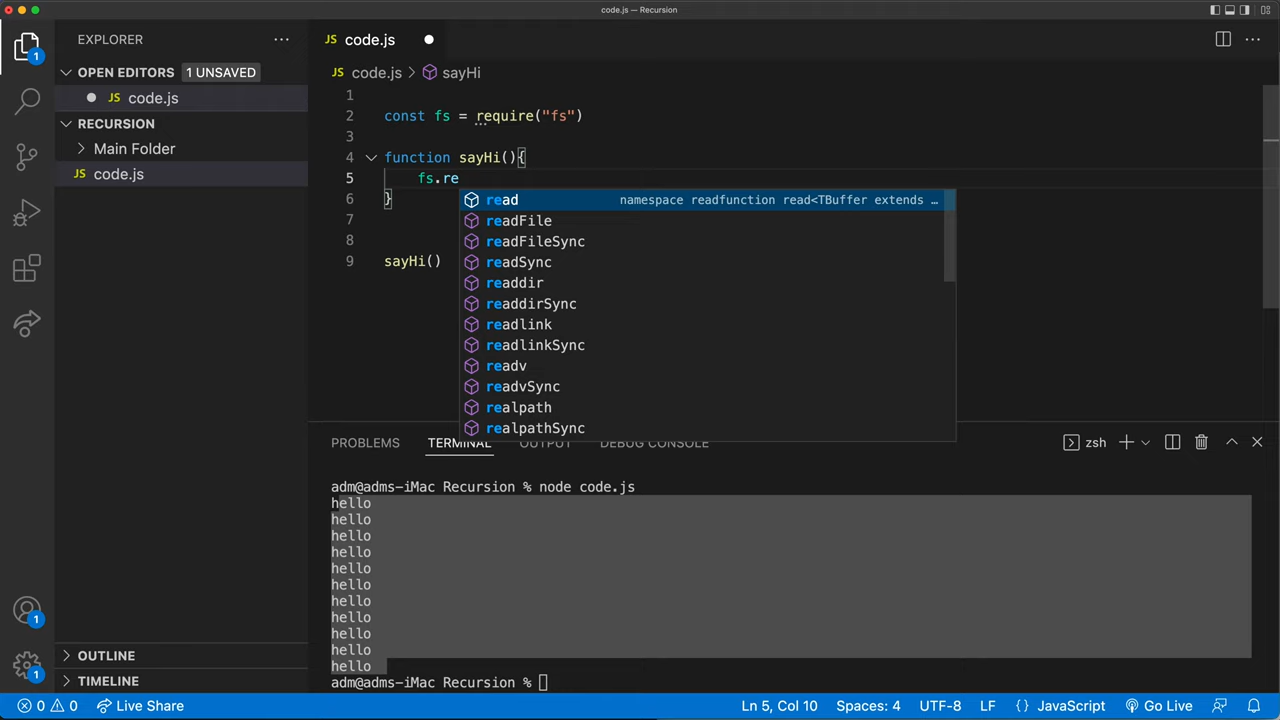 code.js — Recursion
EXPLORER
JS code.js
OPEN EDITORS 1 UNSAVED
JS code.js
RECURSION
Main Folder
JS code.js
JS code.js > sayHi
1
2 const fs = require("fs")
3
4 function sayHi(){
5 fs.re
6 }
7
8
9 sayHi()
read namespace readfunction read<TBuffer extends …
readFile
readFileSync
readSync
readdir
readdirSync
readlink
readlinkSync
readv
readvSync
realpath
realpathSync
PROBLEMS TERMINAL OUTPUT DEBUG CONSOLE zsh
adm@adms-iMac Recursion % node code.js
hello
hello
hello
hello
hello
hello
hello
hello
hello
hello
hello
adm@adms-iMac Recursion %
1
1
1
OUTLINE
TIMELINE
0 0 Live Share Ln 5, Col 10 Spaces: 4 UTF-8 LF {} JavaScript Go Live